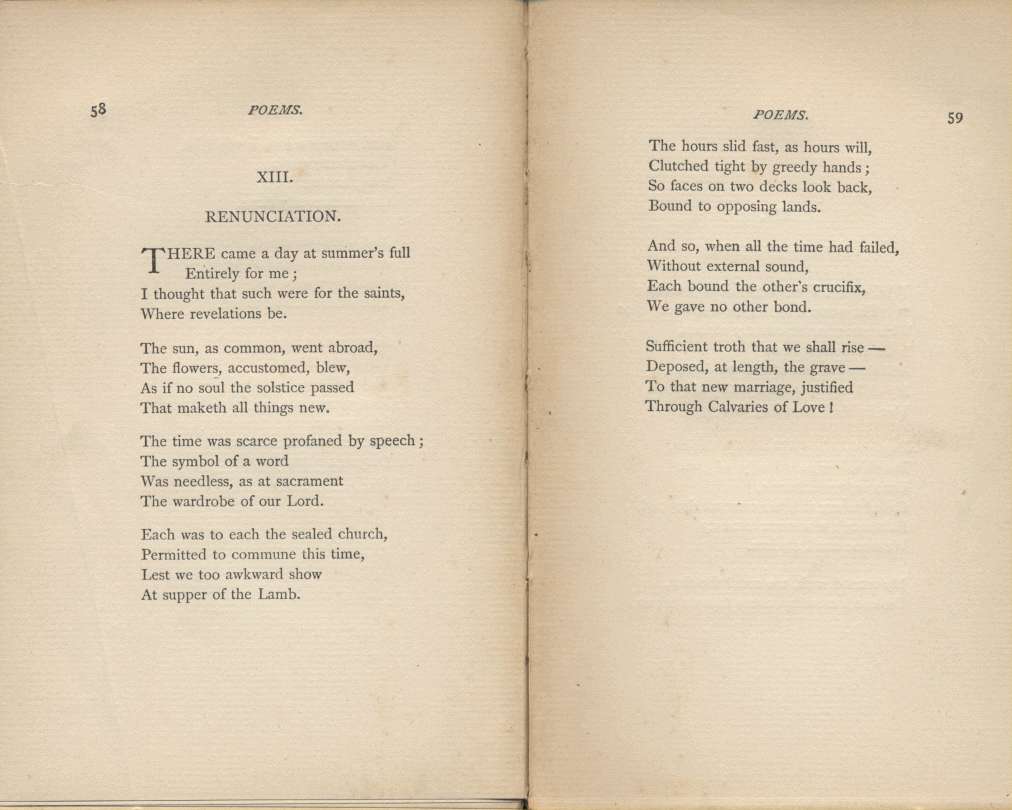 58
POEMS.
XIII.
RENUNCIATION.
THERE came a day at summer's full
Entirely for me;
I thought that such were for the saints,
Where revelations be.
The sun, as common, went abroad,
The flowers, accustomed, blew,
As if no soul the solstice passed
That maketh all things new.
The time was scarce profaned by speech;
The symbol of a word
Was needless, as at sacrament
The wardrobe of our Lord.
Each was to each the sealed church,
Permitted to commune this time,
Lest we too awkward show
At supper of the Lamb.
POEMS.
59
The hours slid fast, as hours will,
Clutched tight by greedy hands;
So faces on two decks look back,
Bound to opposing lands.
And so, when all the time had failed,
Without external sound,
Each bound the other's crucifix,
We gave no other bond.
Sufficient troth that we shall rise —
Deposed, at length, the grave —
To that new marriage, justified
Through Calvaries of Love!